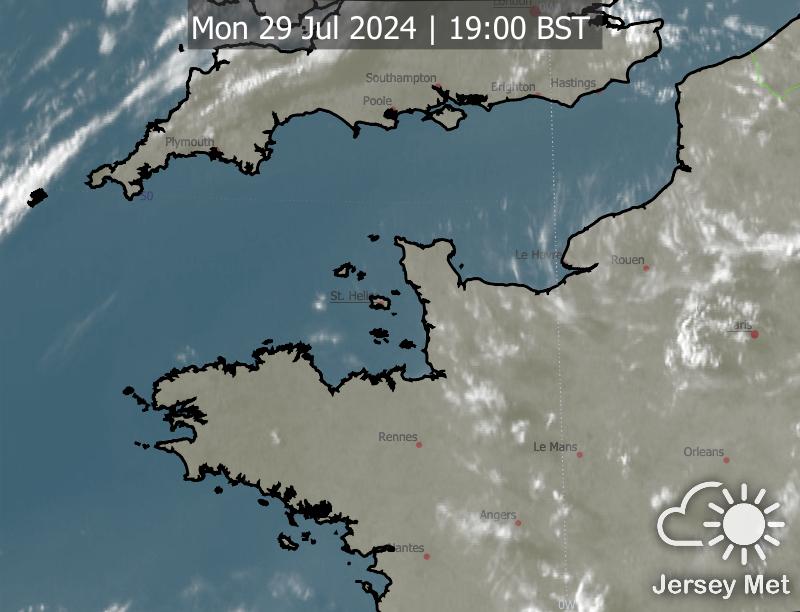 London
Mon 29 Jul 2024 | 19:00 BST
Southampton
Brighton
Hastings
Poole
Plymouth
50
Le Havre
Rouen
St. Helier
Paris
Rennes
Le Mans
Orleans
Angers
Nantes
Jersey Met
0W